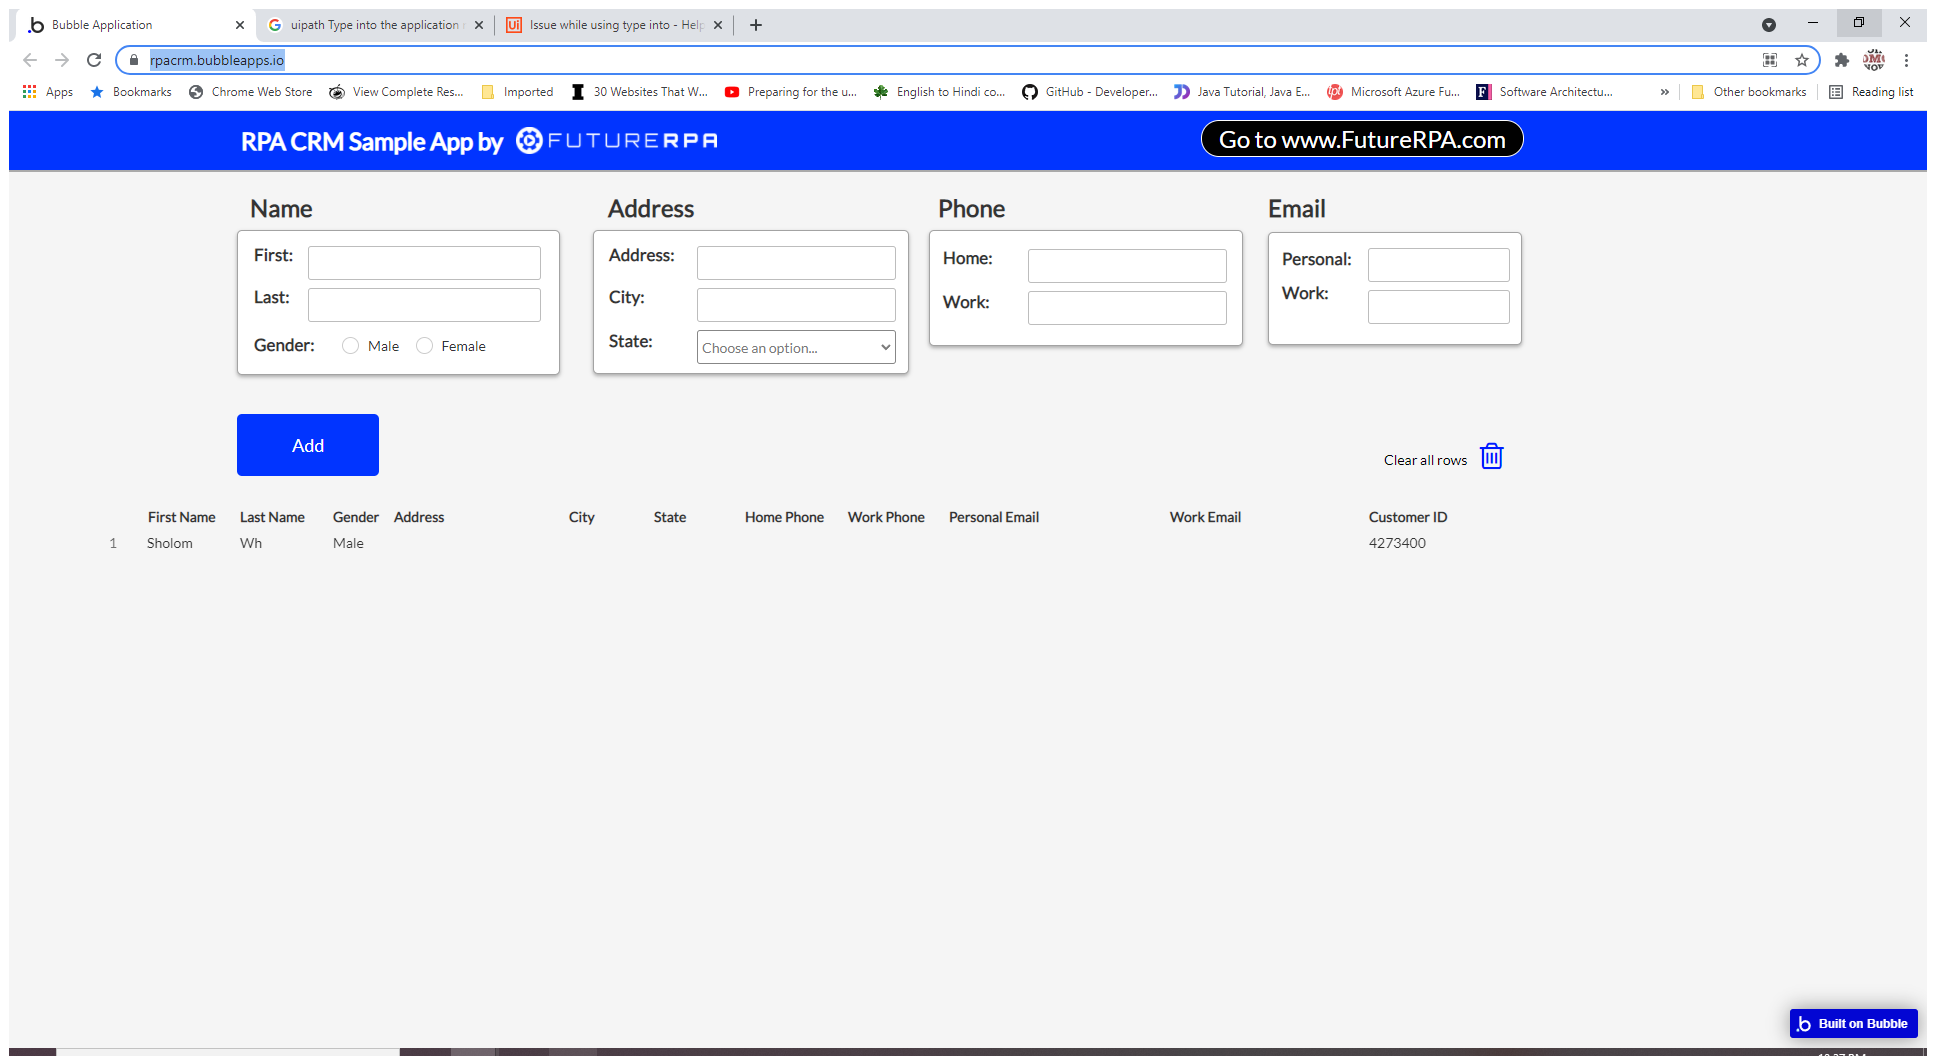 Bubble Application
uipath Type into the application
Issue while using type into - Help
rpacrm.bubbleapps.io
Apps Bookmarks Chrome Web Store View Complete Res... Imported 30 Websites That W... Preparing for the u... English to Hindi co... GitHub - Developer... Java Tutorial, Java E... Microsoft Azure Fu... Software Architectu... » Other bookmarks Reading list
RPA CRM Sample App by FUTURERPA Go to www.FutureRPA.com
Name Address Phone Email
First: Address: Home: Personal:
Last: City: Work: Work:
Gender: Male Female State: Choose an option...
Add
Clear all rows
First Name Last Name Gender Address City State Home Phone Work Phone Personal Email Work Email Customer ID
1 Sholom Wh Male 4273400
Built on Bubble